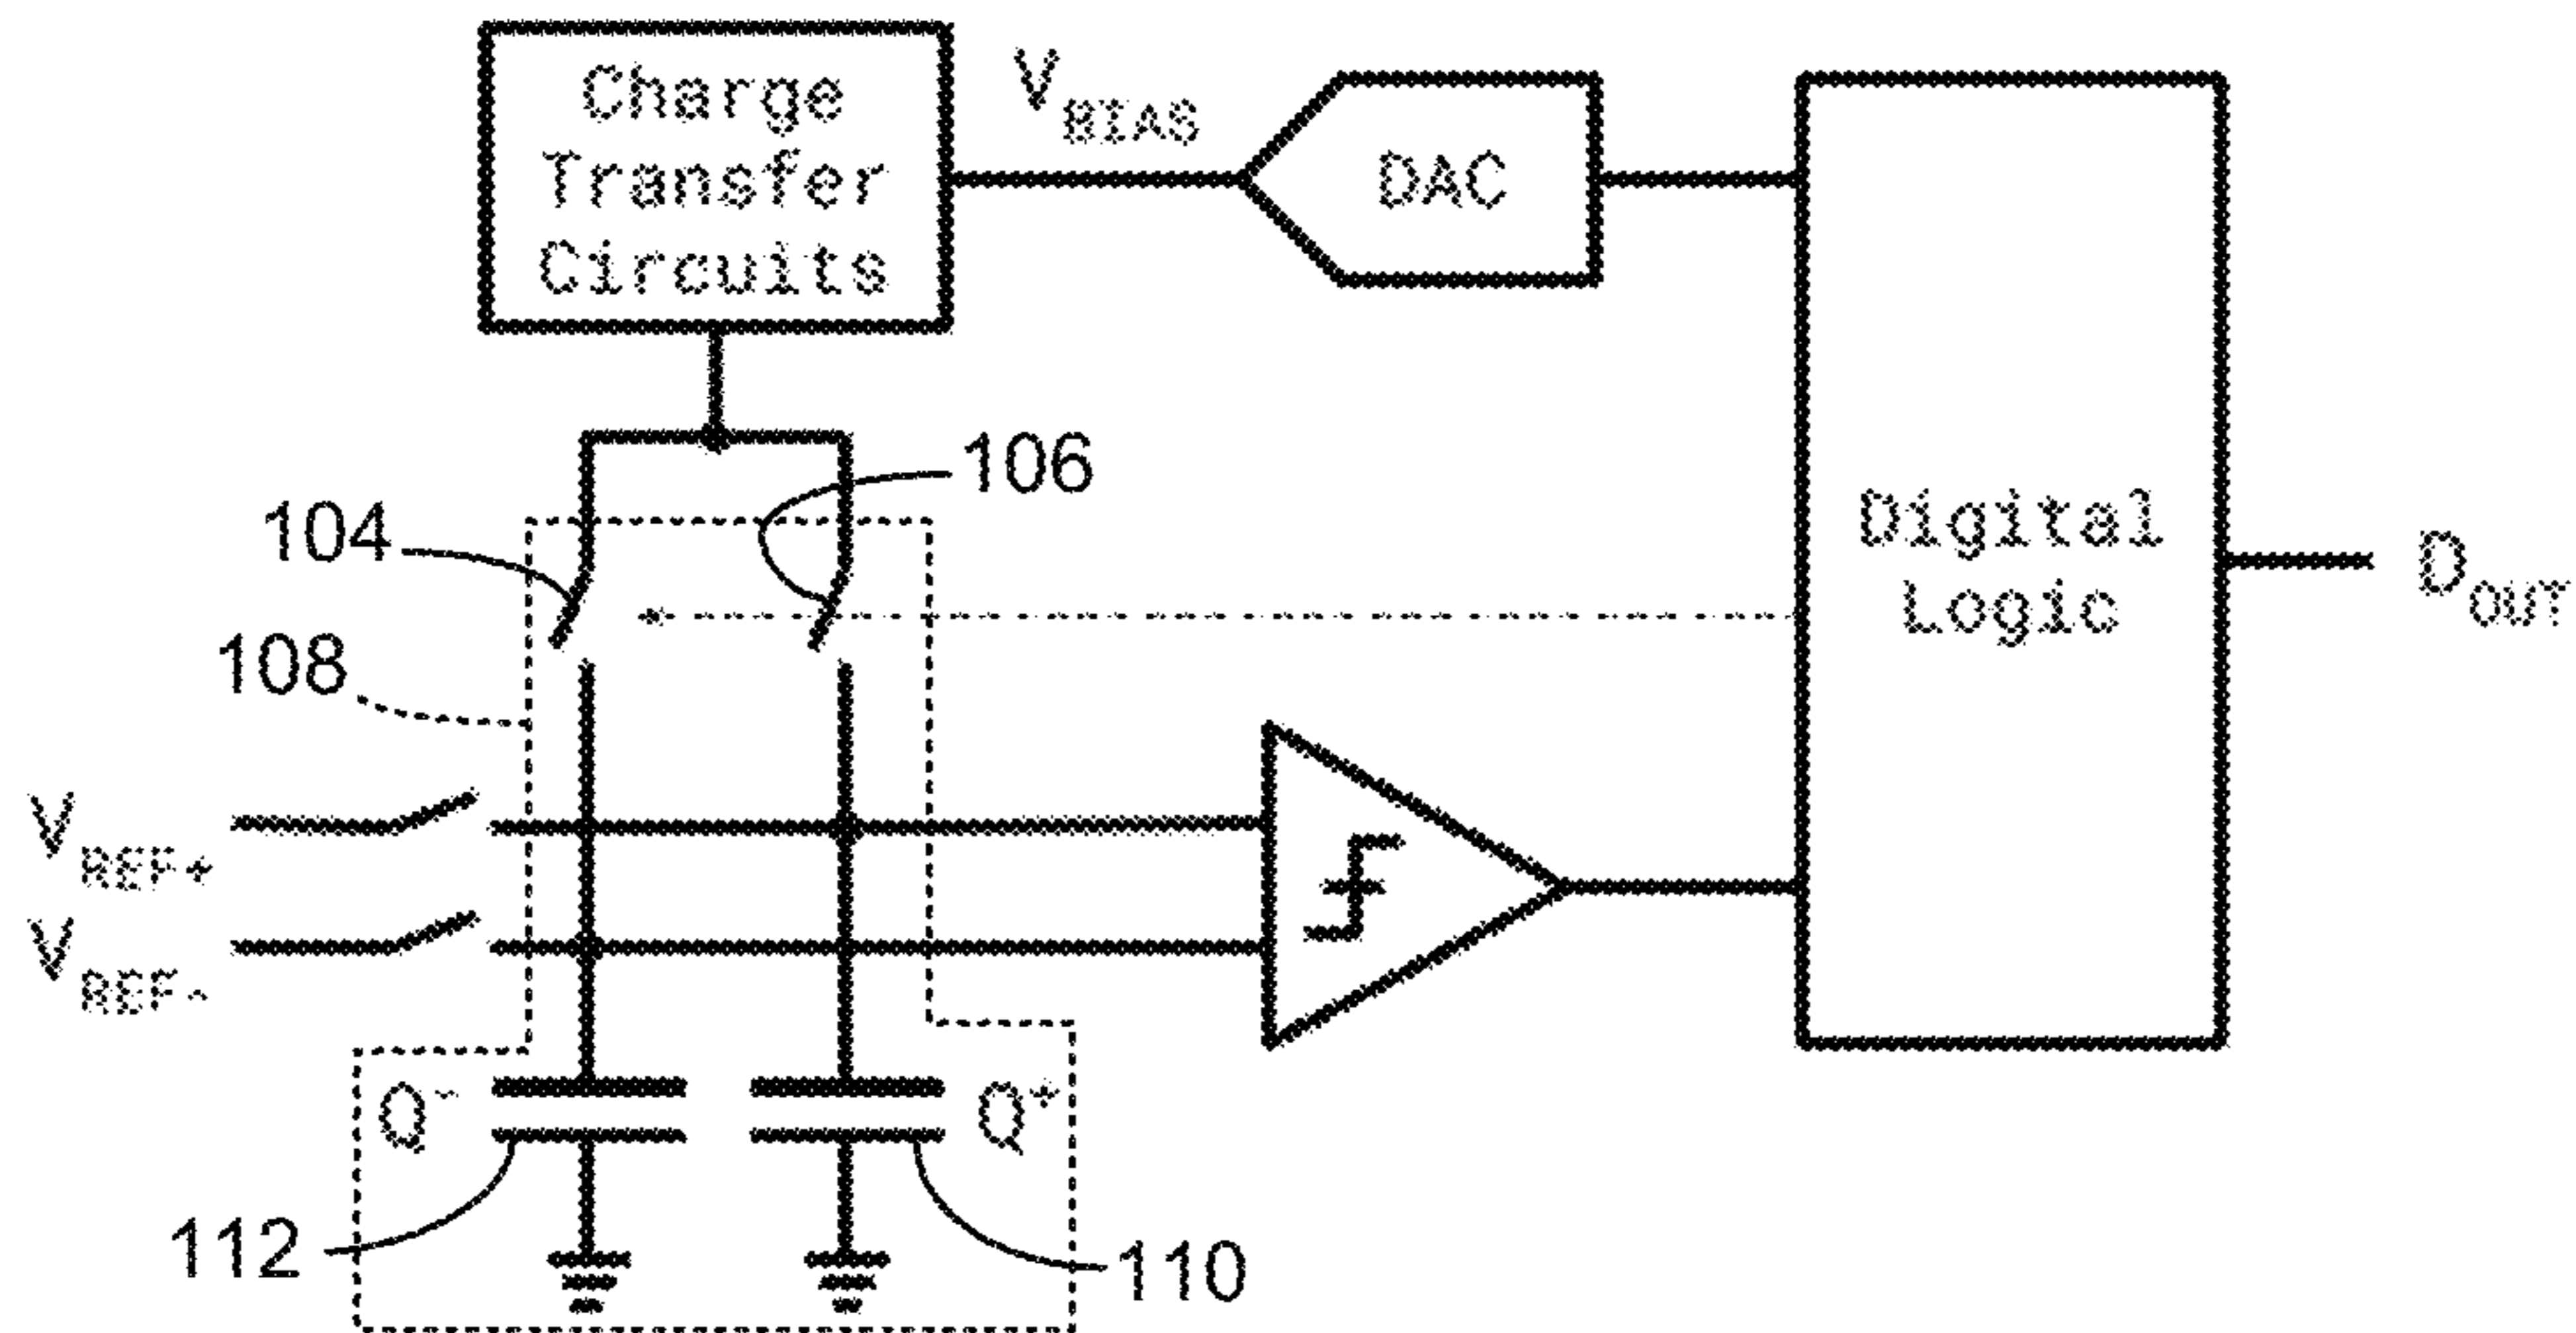 Charge
Transfer
Circuits
VBIAS
DAC
Digital
Logic
DOUT
104
106
108
VREF+
VREF-
Q-
Q+
112
110